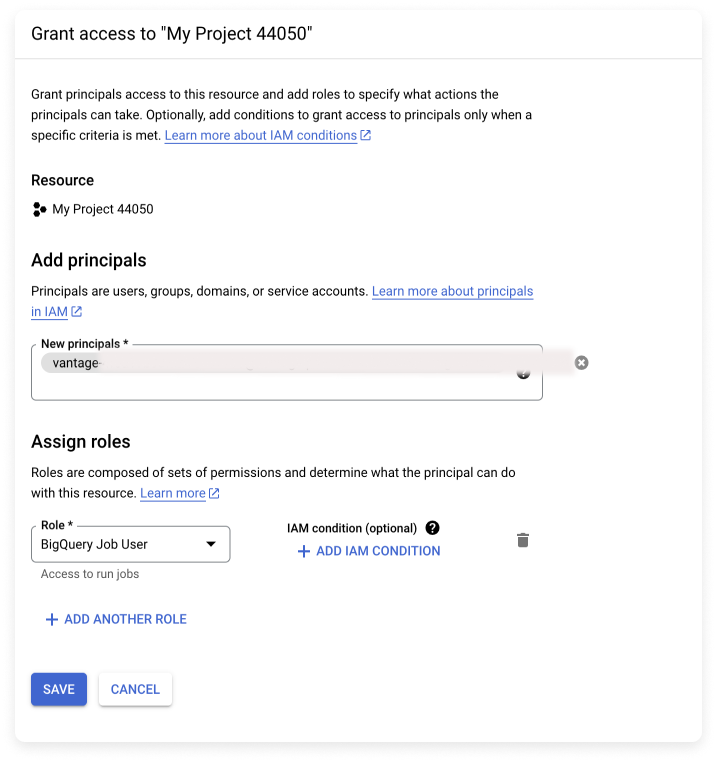 Grant access to "My Project 44050"
Grant principals access to this resource and add roles to specify what actions the
principals can take. Optionally, add conditions to grant access to principals only when a
specific criteria is met. Learn more about IAM conditions
Resource
My Project 44050
Add principals
Principals are users, groups, domains, or service accounts. Learn more about principals
in IAM
New principals *
vantage-
Assign roles
Roles are composed of sets of permissions and determine what the principal can do
with this resource. Learn more
Role *
IAM condition (optional)
BigQuery Job User
+ ADD IAM CONDITION
Access to run jobs
+ ADD ANOTHER ROLE
SAVE CANCEL